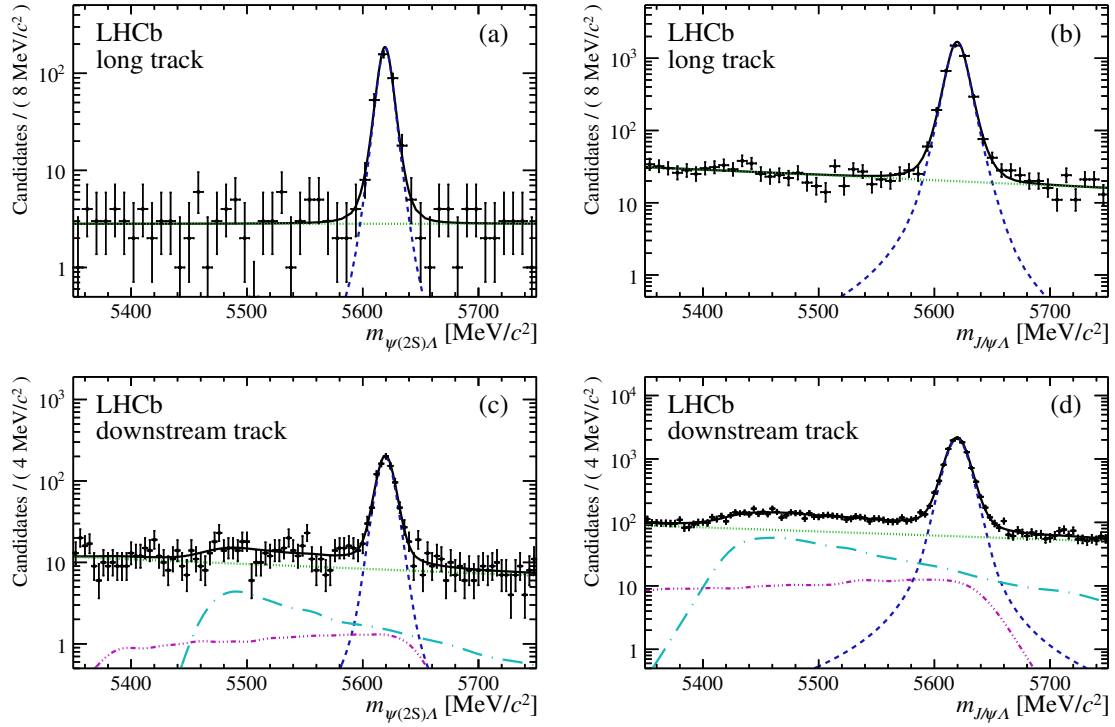 LHCb
long track
(a)
Candidates / ( 8 MeV/c²)
10²
10
1
5400 5500 5600 5700
m_ψ(2S)Λ [MeV/c²]
LHCb
long track
(b)
Candidates / ( 8 MeV/c²)
10³
10²
10
1
5400 5500 5600 5700
m_J/ψΛ [MeV/c²]
LHCb
downstream track
(c)
Candidates / ( 4 MeV/c²)
10³
10²
10
1
5400 5500 5600 5700
m_ψ(2S)Λ [MeV/c²]
LHCb
downstream track
(d)
Candidates / ( 4 MeV/c²)
10⁴
10³
10²
10
1
5400 5500 5600 5700
m_J/ψΛ [MeV/c²]